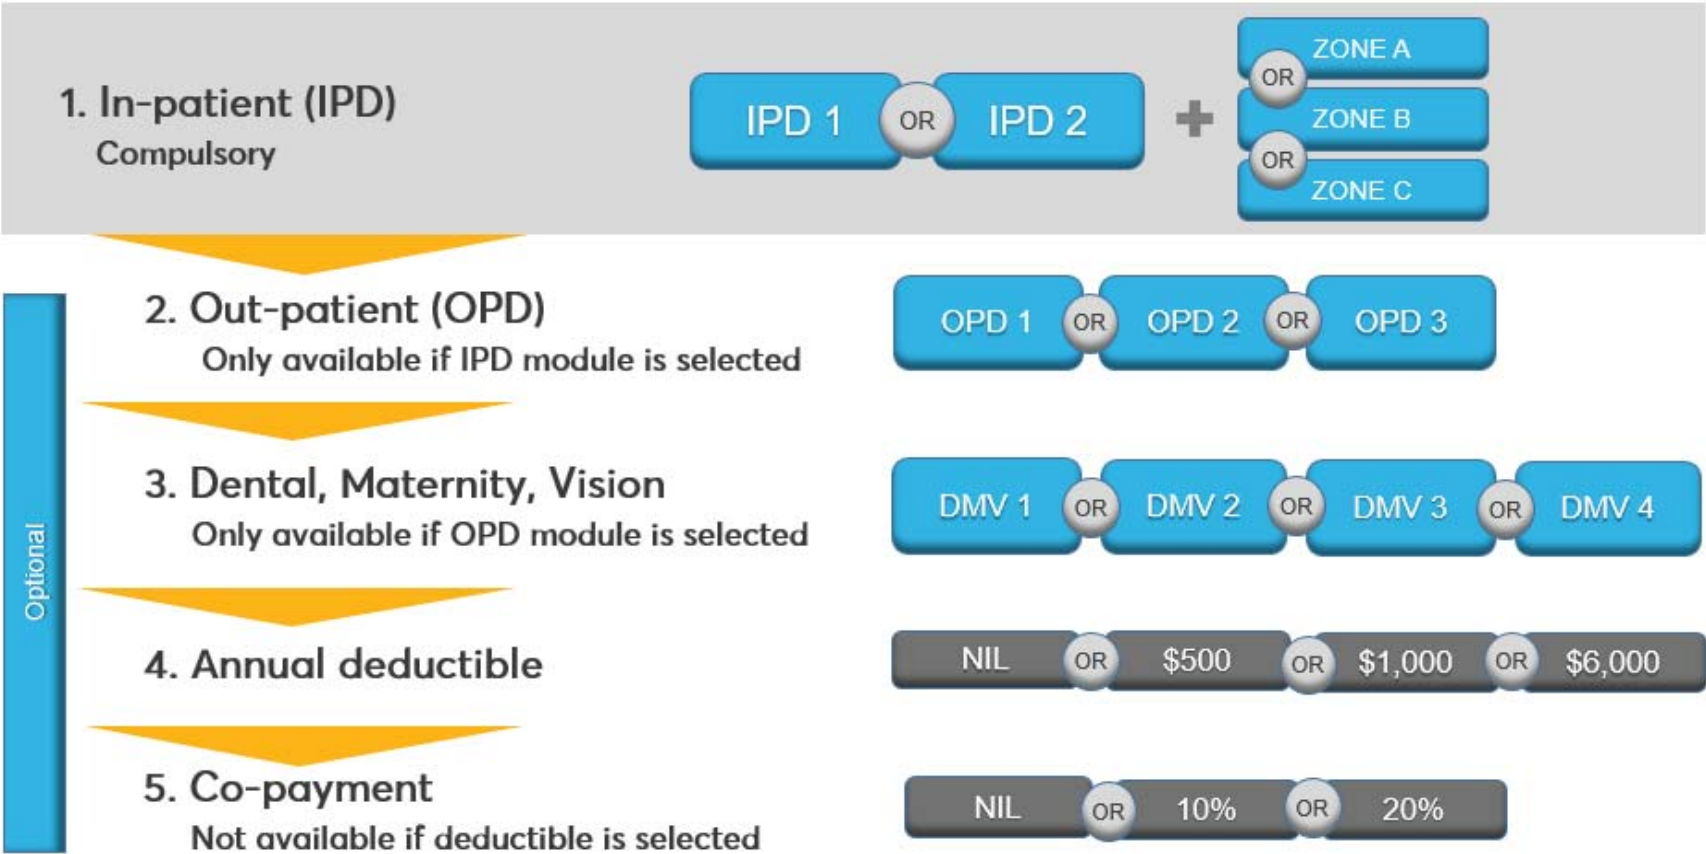 1. In-patient (IPD)
Compulsory
IPD 1 OR IPD 2
ZONE A
OR
ZONE B
OR
ZONE C
Optional
2. Out-patient (OPD)
Only available if IPD module is selected
OPD 1 OR OPD 2 OR OPD 3
3. Dental, Maternity, Vision
Only available if OPD module is selected
DMV 1 OR DMV 2 OR DMV 3 OR DMV 4
4. Annual deductible
NIL OR $500 OR $1,000 OR $6,000
5. Co-payment
Not available if deductible is selected
NIL OR 10% OR 20%